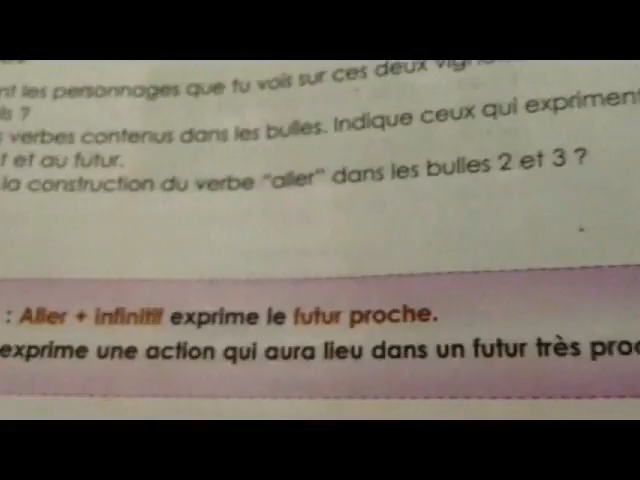 les personnages que tu vois sur ces deux
ils ?
verbes contenus dans les bulles. Indique ceux qui expriment
et au futur.
la construction du verbe "aller" dans les bulles 2 et 3 ?
: Aller + infinitif exprime le futur proche.
exprime une action qui aura lieu dans un futur très